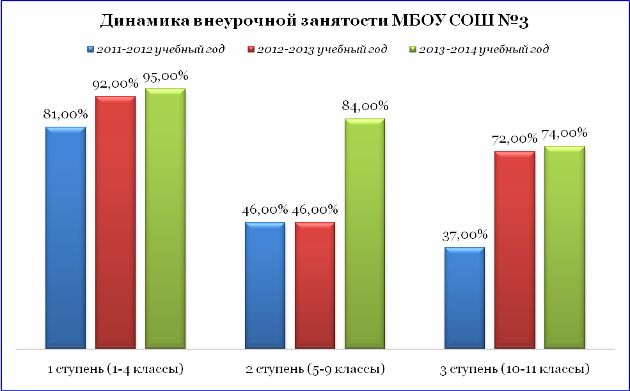 Динамика внеурочной занятости МБОУ СОШ №3
2011-2012 учебный год 2012-2013 учебный год 2013-2014 учебный год
81,00% 92,00% 95,00% 46,00% 46,00% 84,00% 37,00% 72,00% 74,00%
1 ступень (1-4 классы) 2 ступень (5-9 классы) 3 ступень (10-11 классы)